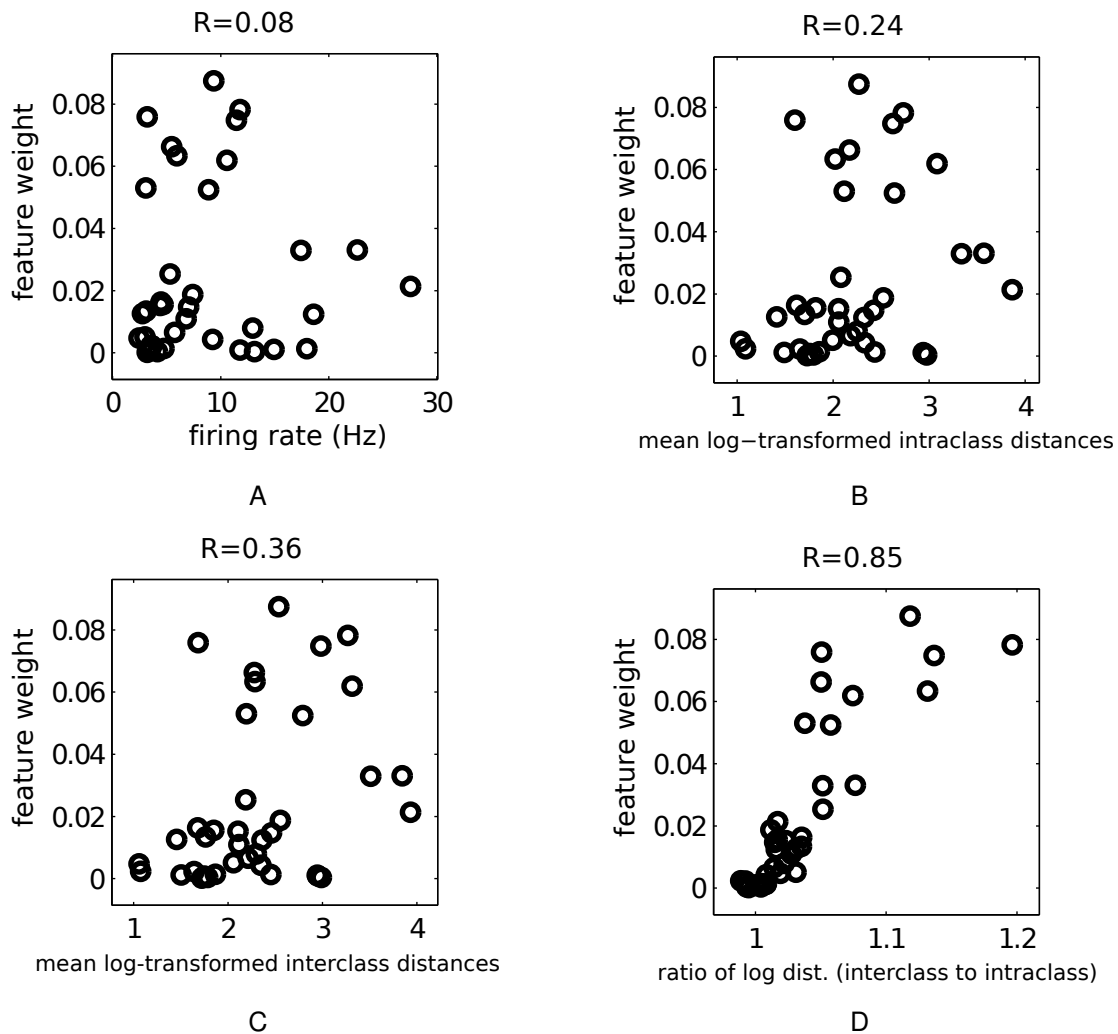 R=0.08
feature weight
0.08
0.06
0.04
0.02
0
0 10 20 30
firing rate (Hz)
A
R=0.24
feature weight
0.08
0.06
0.04
0.02
0
1 2 3 4
mean log−transformed intraclass distances
B
R=0.36
feature weight
0.08
0.06
0.04
0.02
0
1 2 3 4
mean log-transformed interclass distances
C
R=0.85
feature weight
0.08
0.06
0.04
0.02
0
1 1.1 1.2
ratio of log dist. (interclass to intraclass)
D